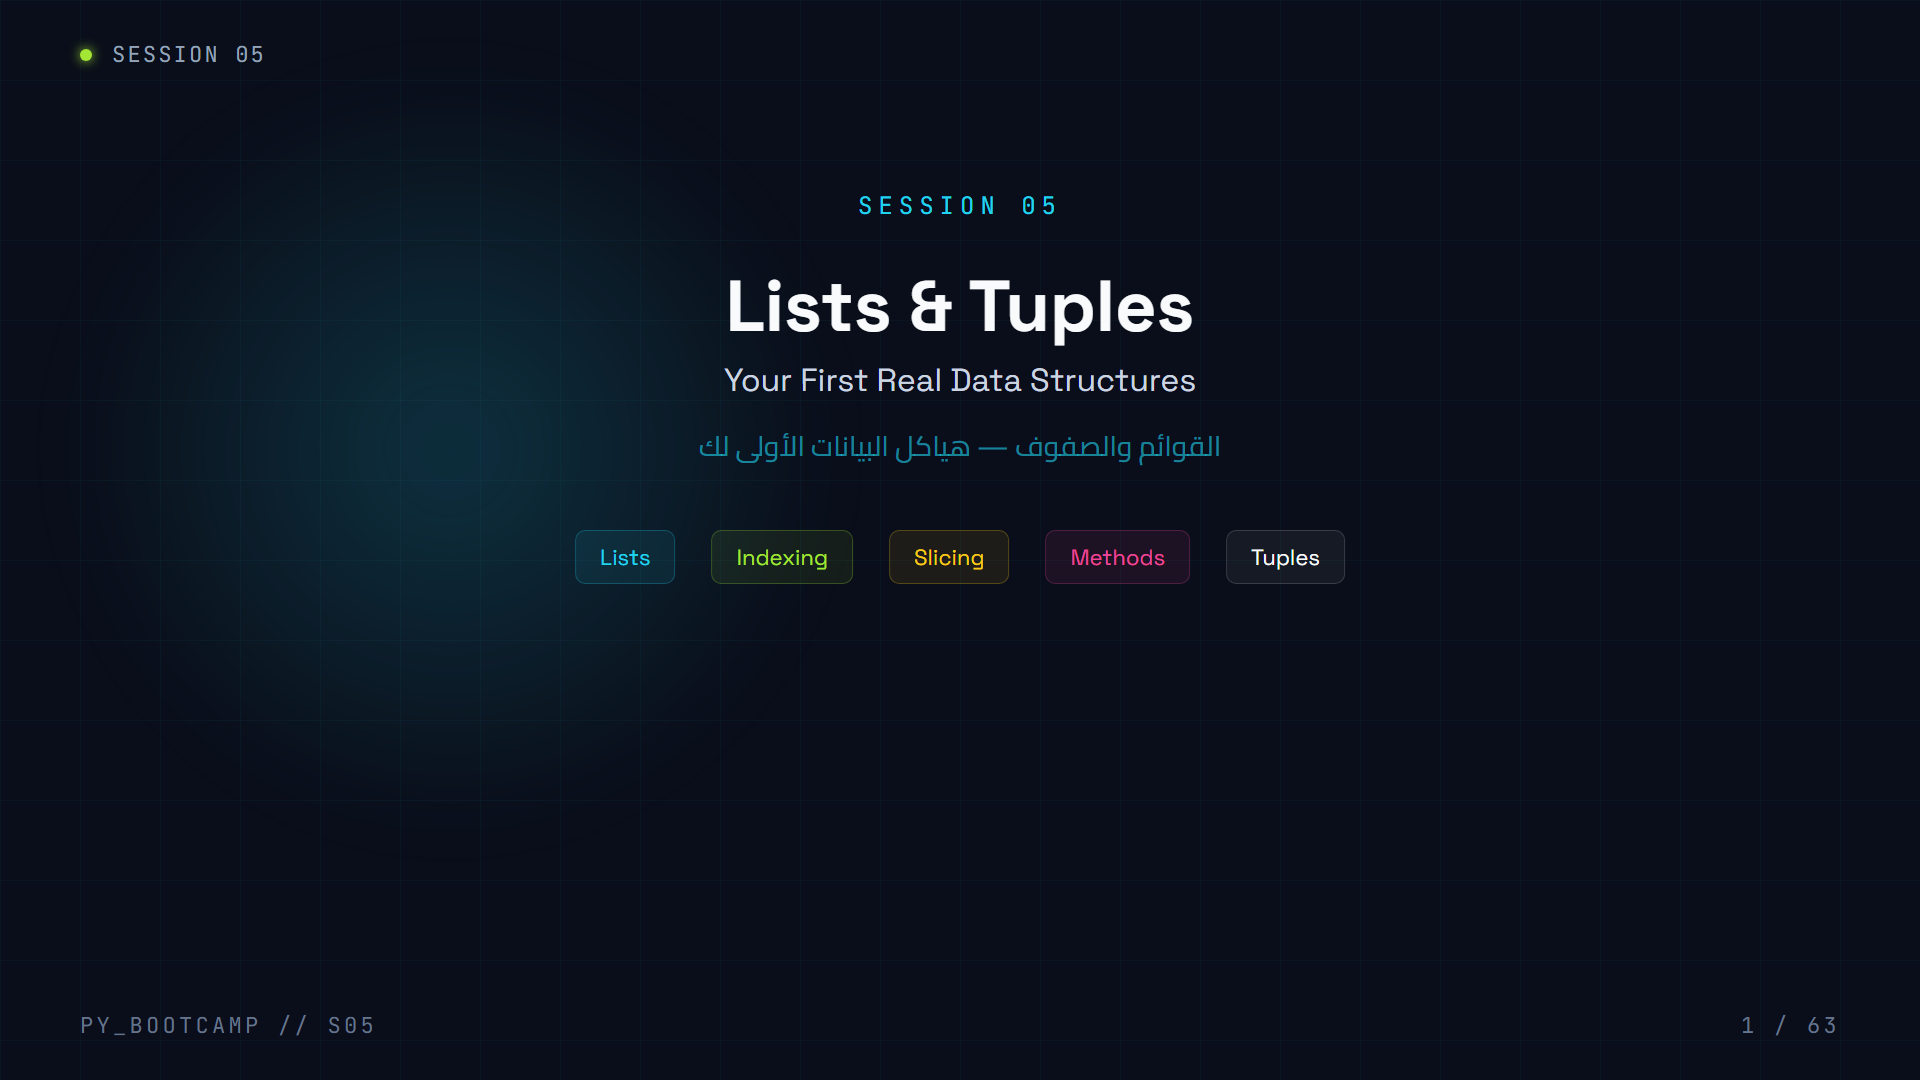 SESSION 05
SESSION 05
Lists & Tuples
Your First Real Data Structures
القوائم والصفوف — هياكل البيانات الأولى لك
Lists Indexing Slicing Methods Tuples
PY_BOOTCAMP // S05
1 / 63